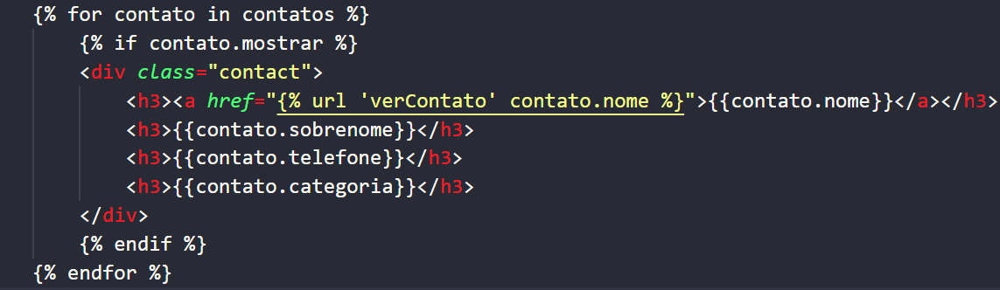 {% for contato in contatos %}
{% if contato.mostrar %}
<div class="contact">
<h3><a href="{% url 'verContato' contato.nome %}">{{contato.nome}}</a></h3>
<h3>{{contato.sobrenome}}</h3>
<h3>{{contato.telefone}}</h3>
<h3>{{contato.categoria}}</h3>
</div>
{% endif %}
{% endfor %}